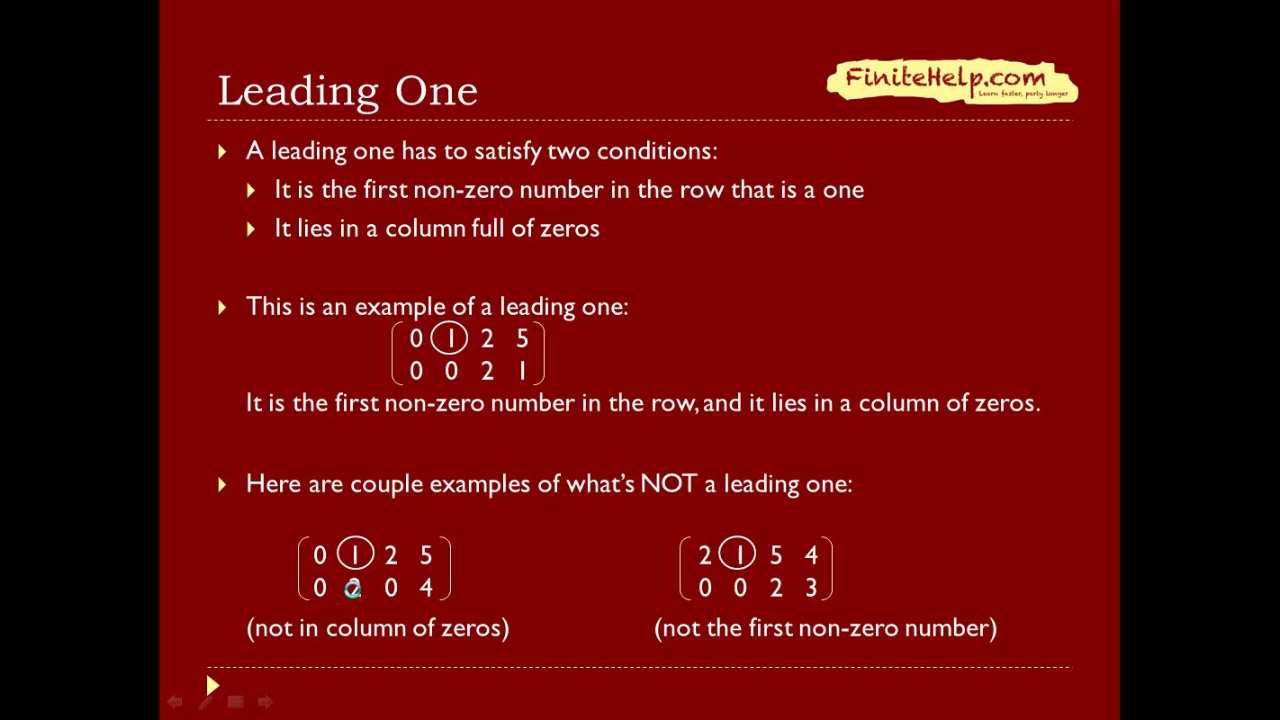 Leading One
FiniteHelp.com
Learn faster, party longer
A leading one has to satisfy two conditions:
It is the first non-zero number in the row that is a one
It lies in a column full of zeros
This is an example of a leading one:
0 1 2 5
0 0 2 1
It is the first non-zero number in the row, and it lies in a column of zeros.
Here are couple examples of what's NOT a leading one:
0 1 2 5
0 2 0 4
(not in column of zeros)
2 1 5 4
0 0 2 3
(not the first non-zero number)